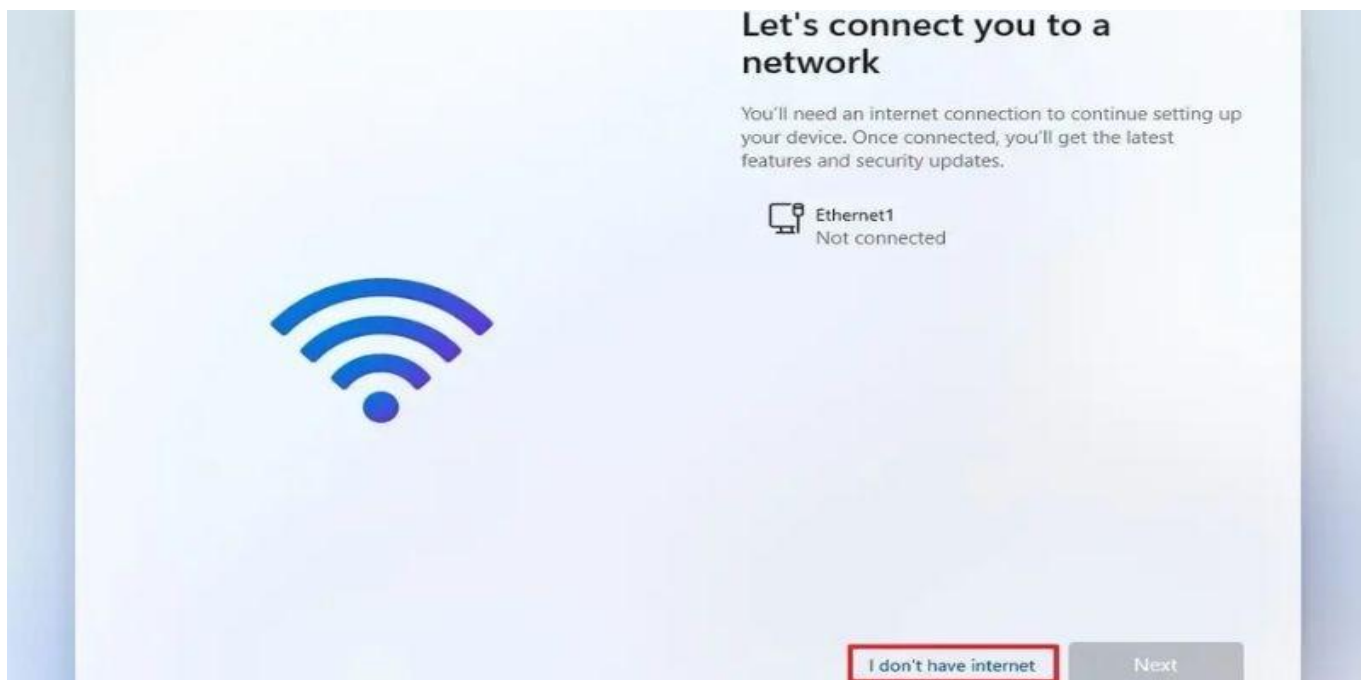 Let's connect you to a
network
You'll need an internet connection to continue setting up
your device. Once connected, you'll get the latest
features and security updates.
Ethernet1
Not connected
I don't have internet
Next